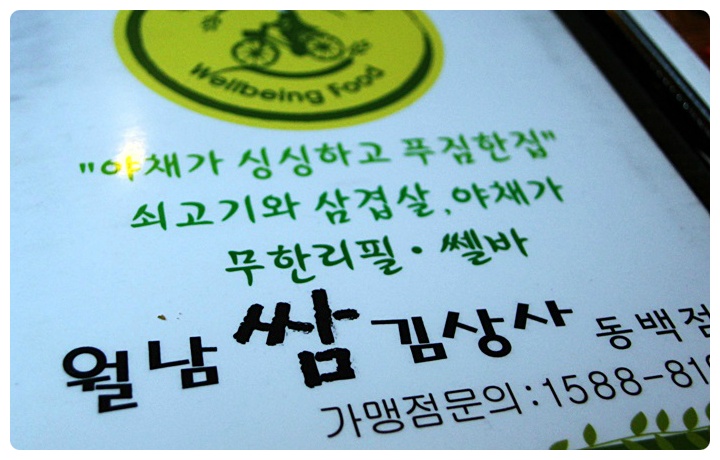 Wellbeing Food
"야채가 싱싱하고 푸짐한집"
쇠고기와 삼겹살,야채가
무한리필·쎌바
월남쌈김상사 동백점
가맹점문의:1588-81